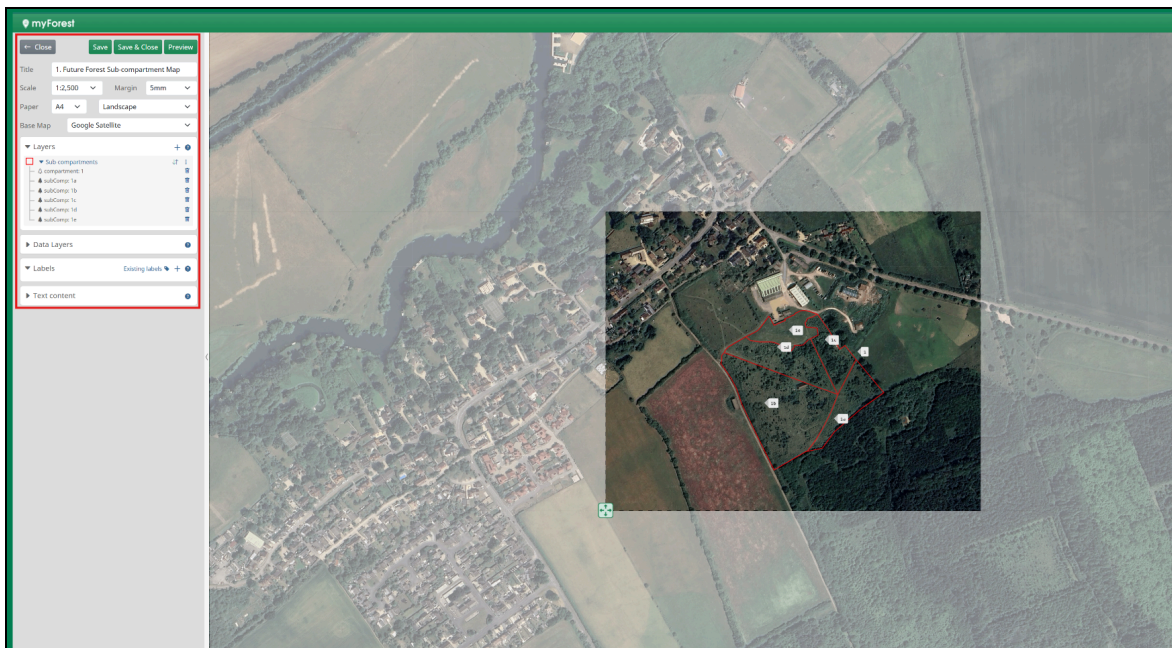 myForest
← Close Save Save & Close Preview
Title 1. Future Forest Sub-compartment Map
Scale 1:2,500 Margin 5mm
Paper A4 Landscape
Base Map Google Satellite
Layers + ?
Sub compartments
compartment: 1
subComp: 1a
subComp: 1b
subComp: 1c
subComp: 1d
subComp: 1e
Data Layers ?
Labels Existing labels + ?
Text content ?
1d
1b